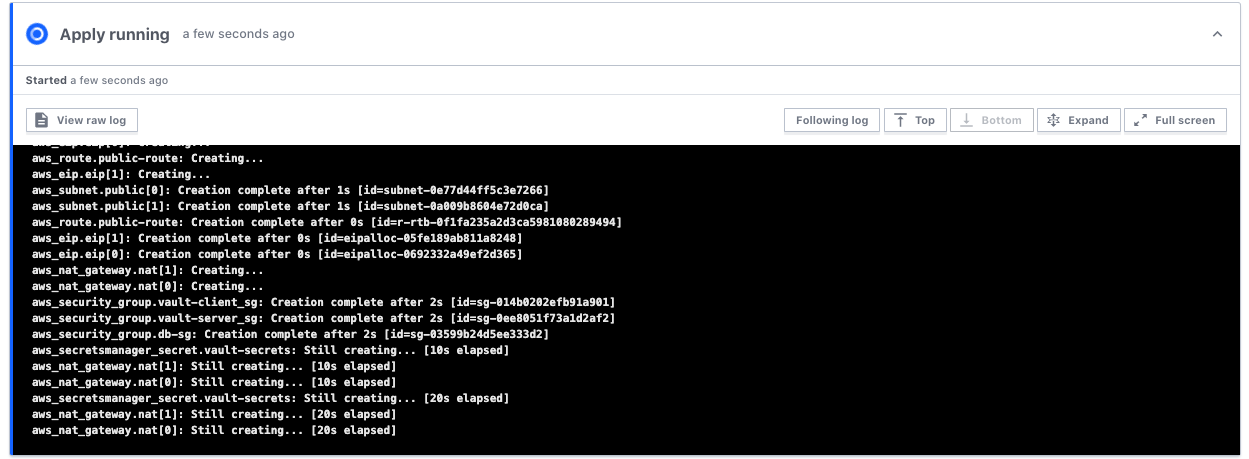 Apply running a few seconds ago
Started a few seconds ago
View raw log Following log Top Bottom Expand Full screen
aws_route.public-route: Creating...
aws_eip.eip[1]: Creating...
aws_subnet.public[0]: Creation complete after 1s [id=subnet-0e77d44ff5c3e7266]
aws_subnet.public[1]: Creation complete after 1s [id=subnet-0a009b8604e72d0ca]
aws_route.public-route: Creation complete after 0s [id=r-rtb-0f1fa235a2d3ca5981080289494]
aws_eip.eip[1]: Creation complete after 0s [id=eipalloc-05fe189ab811a8248]
aws_eip.eip[0]: Creation complete after 0s [id=eipalloc-0692332a49ef2d365]
aws_nat_gateway.nat[1]: Creating...
aws_nat_gateway.nat[0]: Creating...
aws_security_group.vault-client_sg: Creation complete after 2s [id=sg-014b0202efb91a901]
aws_security_group.vault-server_sg: Creation complete after 2s [id=sg-0ee8051f73a1d2af2]
aws_security_group.db-sg: Creation complete after 2s [id=sg-03599b24d5ee333d2]
aws_secretsmanager_secret.vault-secrets: Still creating... [10s elapsed]
aws_nat_gateway.nat[1]: Still creating... [10s elapsed]
aws_nat_gateway.nat[0]: Still creating... [10s elapsed]
aws_secretsmanager_secret.vault-secrets: Still creating... [20s elapsed]
aws_nat_gateway.nat[1]: Still creating... [20s elapsed]
aws_nat_gateway.nat[0]: Still creating... [20s elapsed]